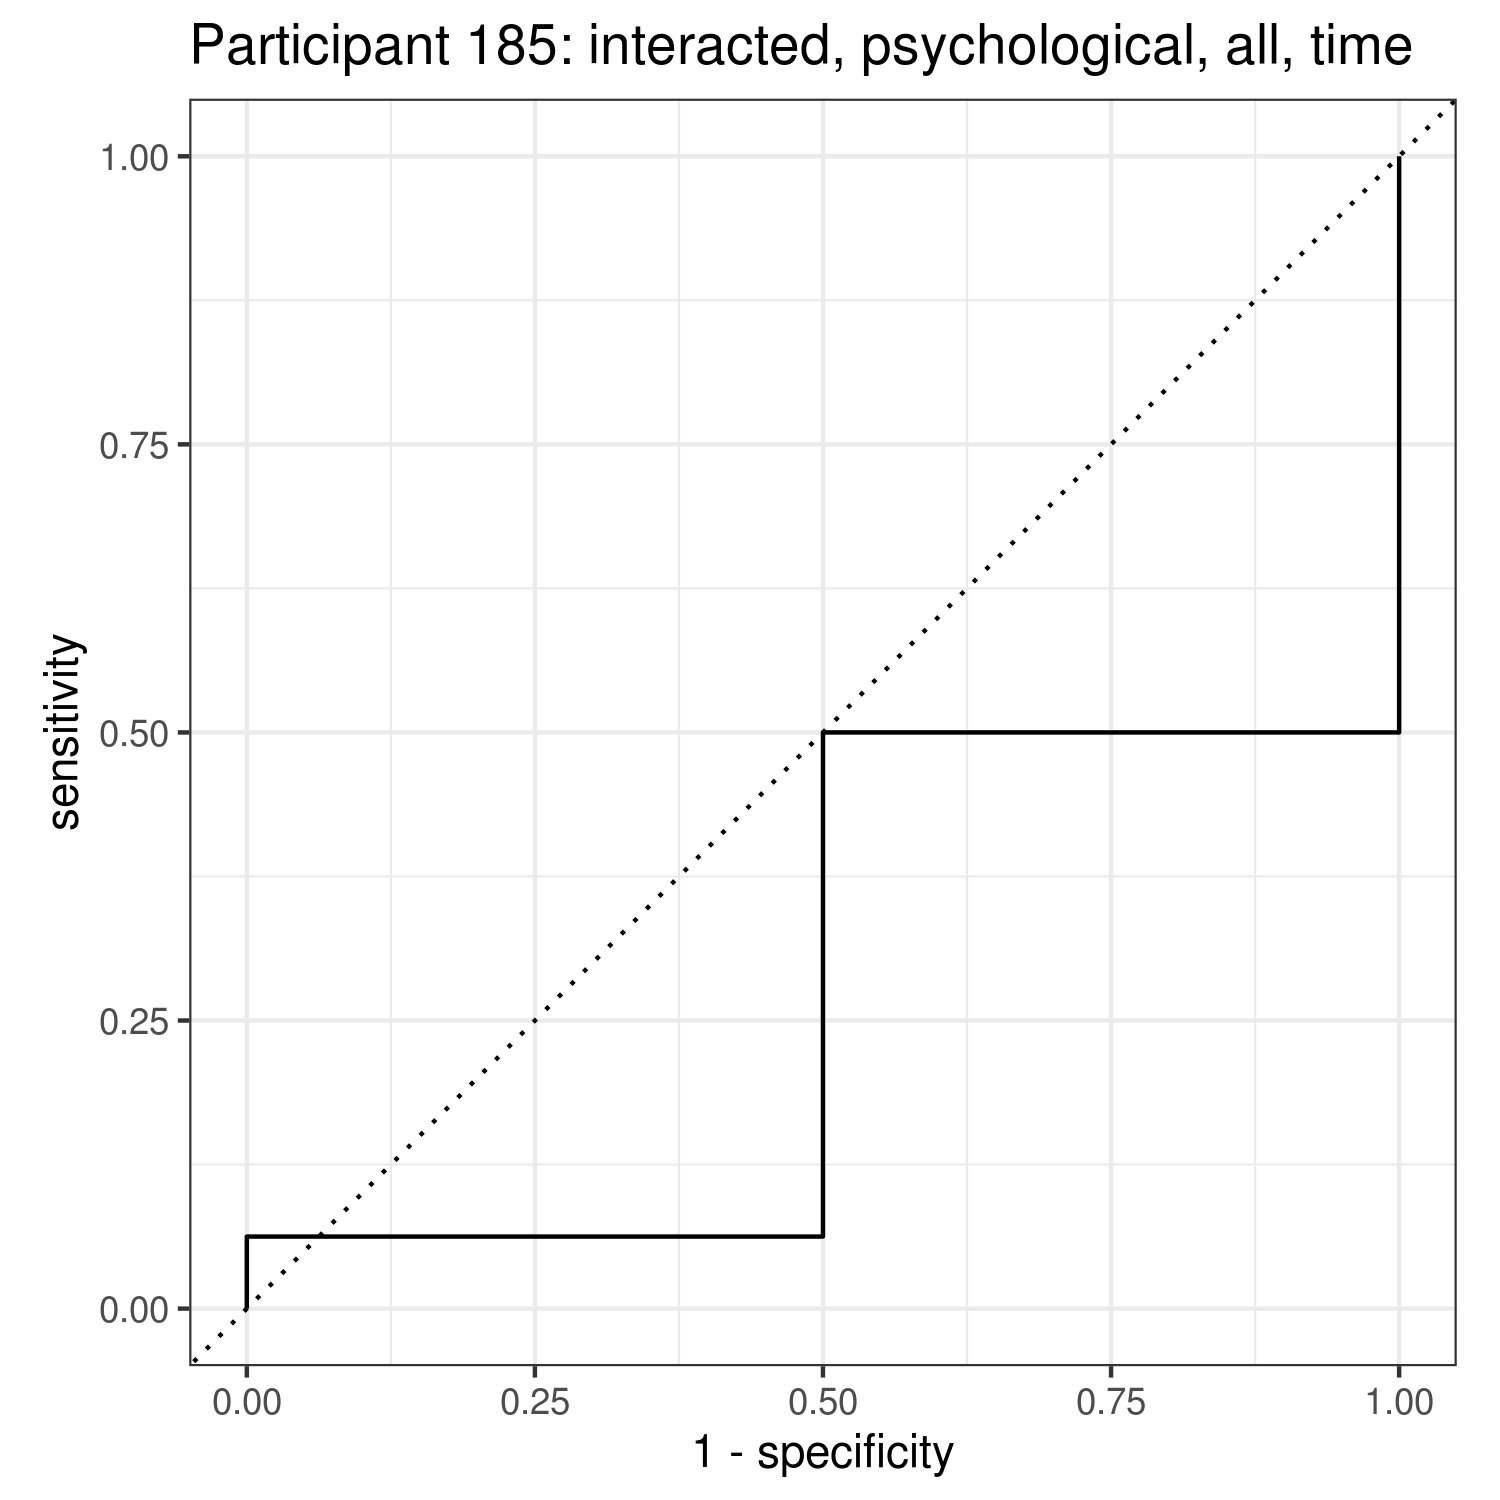 Participant 185: interacted, psychological, all, time
1.00
0.75
0.50
0.25
0.00
sensitivity
0.00 0.25 0.50 0.75 1.00
1 - specificity